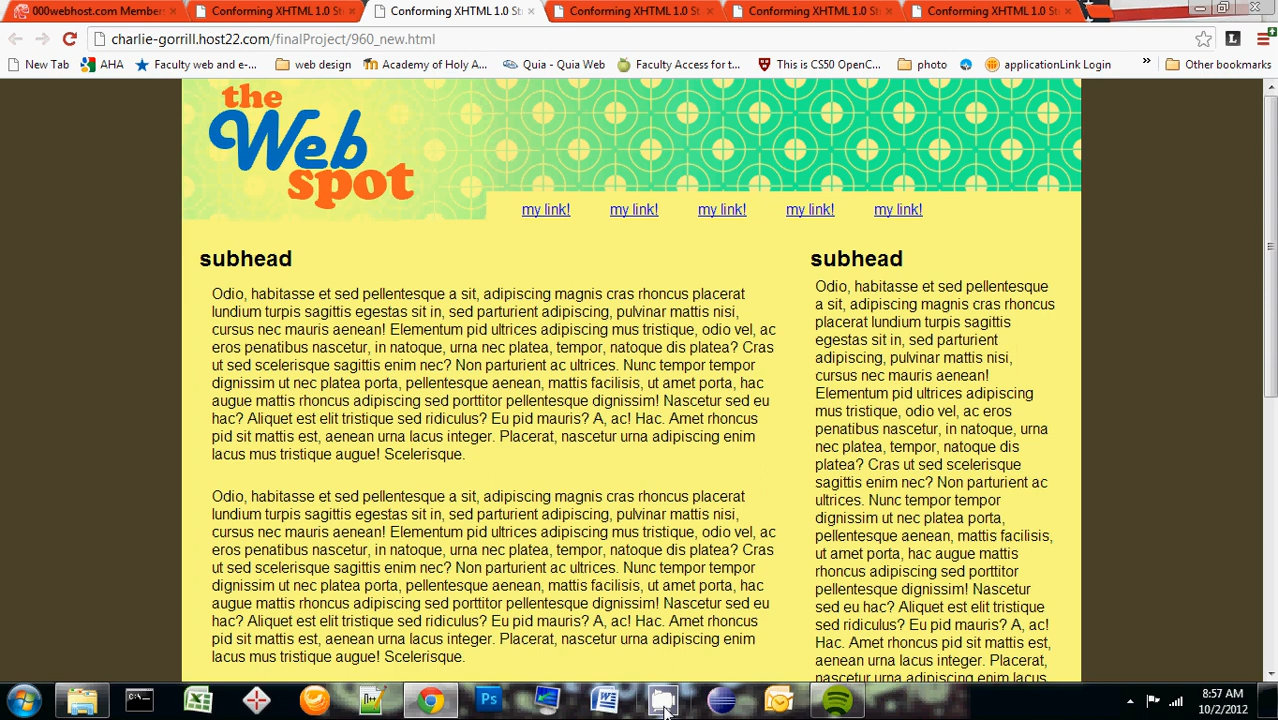 000webhost.com Members
Conforming XHTML 1.0 St
Conforming XHTML 1.0 St
Conforming XHTML 1.0 St
Conforming XHTML 1.0 St
Conforming XHTML 1.0 St
charlie-gorrill.host22.com/finalProject/960_new.html
New Tab
AHA
Faculty web and e-...
web design
Academy of Holy A...
Quia - Quia Web
Faculty Access for t...
This is CS50 OpenC...
photo
applicationLink Login
»
Other bookmarks
the
Web
spot
my link! my link! my link! my link! my link!
subhead
Odio, habitasse et sed pellentesque a sit, adipiscing magnis cras rhoncus placerat
lundium turpis sagittis egestas sit in, sed parturient adipiscing, pulvinar mattis nisi,
cursus nec mauris aenean! Elementum pid ultrices adipiscing mus tristique, odio vel, ac
eros penatibus nascetur, in natoque, urna nec platea, tempor, natoque dis platea? Cras
ut sed scelerisque sagittis enim nec? Non parturient ac ultrices. Nunc tempor tempor
dignissim ut nec platea porta, pellentesque aenean, mattis facilisis, ut amet porta, hac
augue mattis rhoncus adipiscing sed porttitor pellentesque dignissim! Nascetur sed eu
hac? Aliquet est elit tristique sed ridiculus? Eu pid mauris? A, ac! Hac. Amet rhoncus
pid sit mattis est, aenean urna lacus integer. Placerat, nascetur urna adipiscing enim
lacus mus tristique augue! Scelerisque.
Odio, habitasse et sed pellentesque a sit, adipiscing magnis cras rhoncus placerat
lundium turpis sagittis egestas sit in, sed parturient adipiscing, pulvinar mattis nisi,
cursus nec mauris aenean! Elementum pid ultrices adipiscing mus tristique, odio vel, ac
eros penatibus nascetur, in natoque, urna nec platea, tempor, natoque dis platea? Cras
ut sed scelerisque sagittis enim nec? Non parturient ac ultrices. Nunc tempor tempor
dignissim ut nec platea porta, pellentesque aenean, mattis facilisis, ut amet porta, hac
augue mattis rhoncus adipiscing sed porttitor pellentesque dignissim! Nascetur sed eu
hac? Aliquet est elit tristique sed ridiculus? Eu pid mauris? A, ac! Hac. Amet rhoncus
pid sit mattis est, aenean urna lacus integer. Placerat, nascetur urna adipiscing enim
lacus mus tristique augue! Scelerisque.
subhead
Odio, habitasse et sed pellentesque
a sit, adipiscing magnis cras rhoncus
placerat lundium turpis sagittis
egestas sit in, sed parturient
adipiscing, pulvinar mattis nisi,
cursus nec mauris aenean!
Elementum pid ultrices adipiscing
mus tristique, odio vel, ac eros
penatibus nascetur, in natoque, urna
nec platea, tempor, natoque dis
platea? Cras ut sed scelerisque
sagittis enim nec? Non parturient ac
ultrices. Nunc tempor tempor
dignissim ut nec platea porta,
pellentesque aenean, mattis facilisis,
ut amet porta, hac augue mattis
rhoncus adipiscing sed porttitor
pellentesque dignissim! Nascetur
sed eu hac? Aliquet est elit tristique
sed ridiculus? Eu pid mauris? A, ac!
Hac. Amet rhoncus pid sit mattis est,
aenean urna lacus integer. Placerat,
nascetur urna adipiscing enim lacus
Ps
8:57 AM
10/2/2012